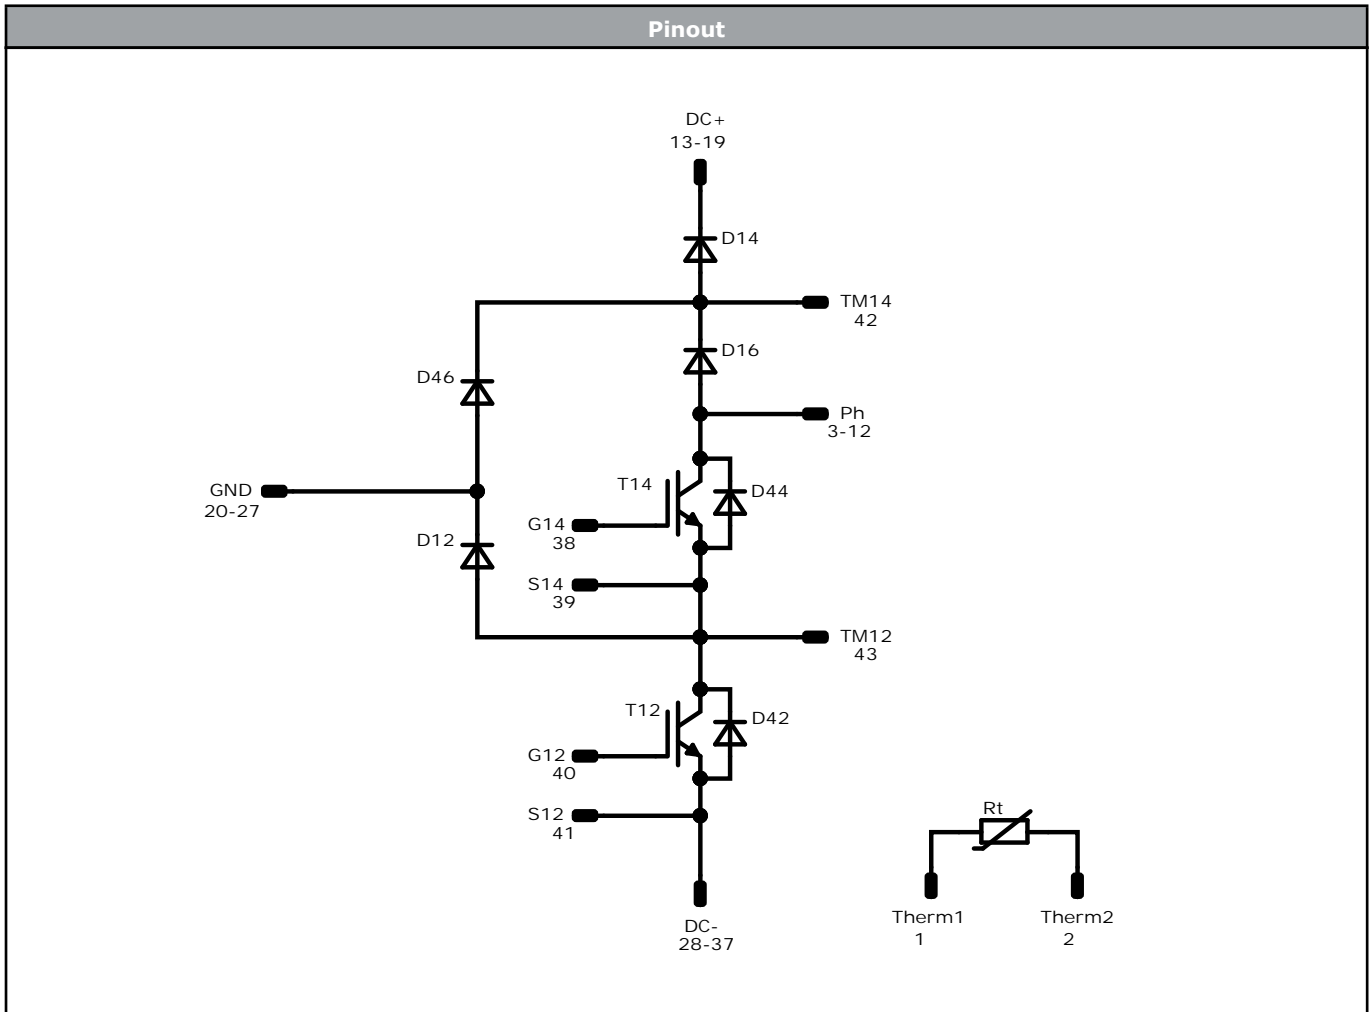 Pinout
DC+
13-19
D14
TM14
42
D16
D46
Ph
3-12
T14
D44
GND
20-27
G14
38
D12
S14
39
TM12
43
T12
D42
G12
40
S12
41
Rt
DC-
28-37
Therm1
1
Therm2
2